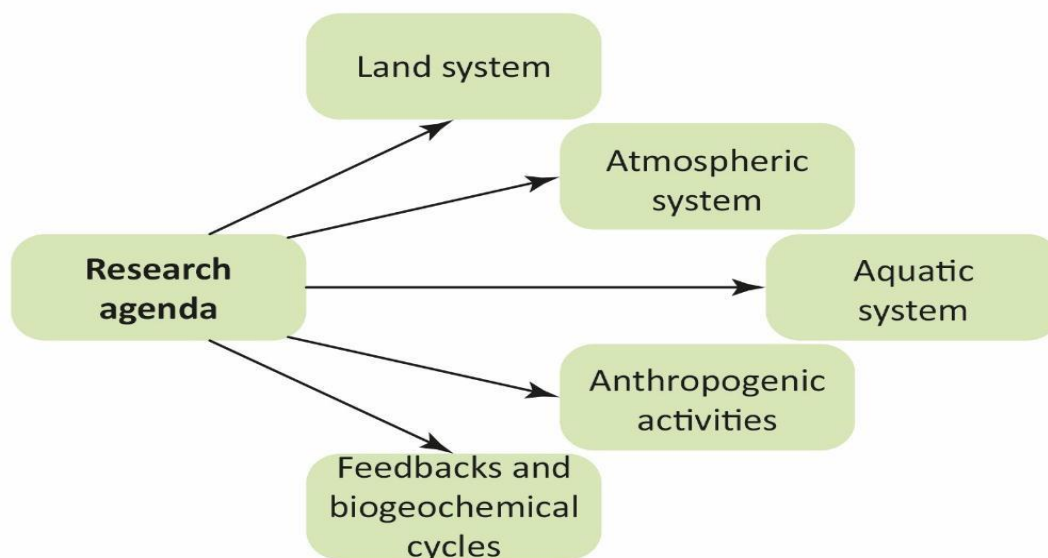 Land system
Atmospheric
system
Research
agenda
Aquatic
system
Anthropogenic
activities
Feedbacks and
biogeochemical
cycles